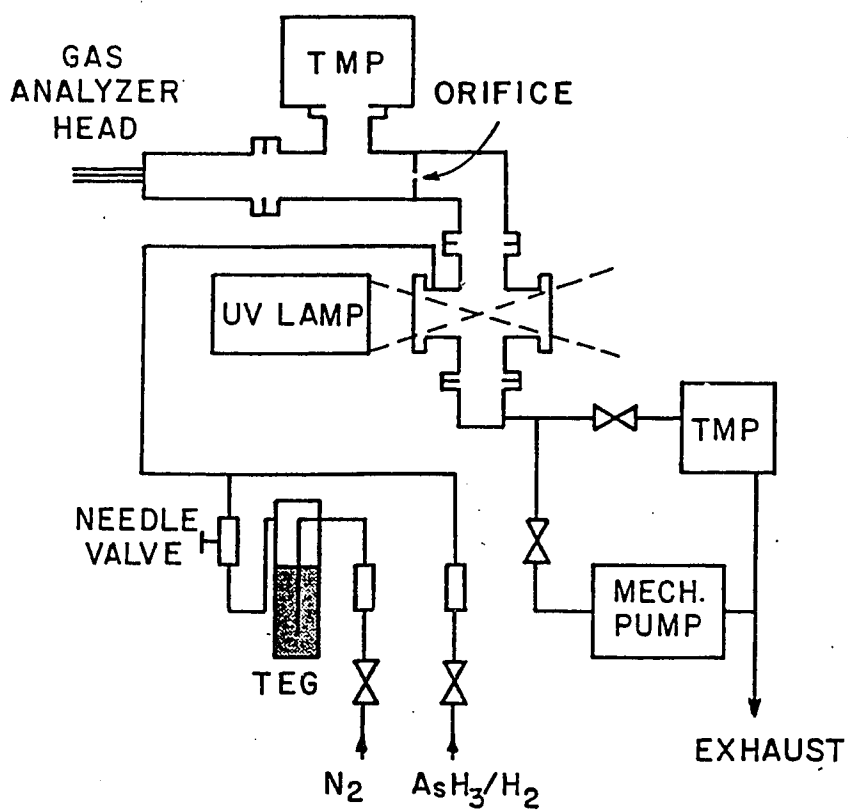 GAS
ANALYZER
HEAD
TMP
ORIFICE
UV LAMP
TMP
NEEDLE
VALVE
MECH.
PUMP
TEG
EXHAUST
N2
AsH3/H2